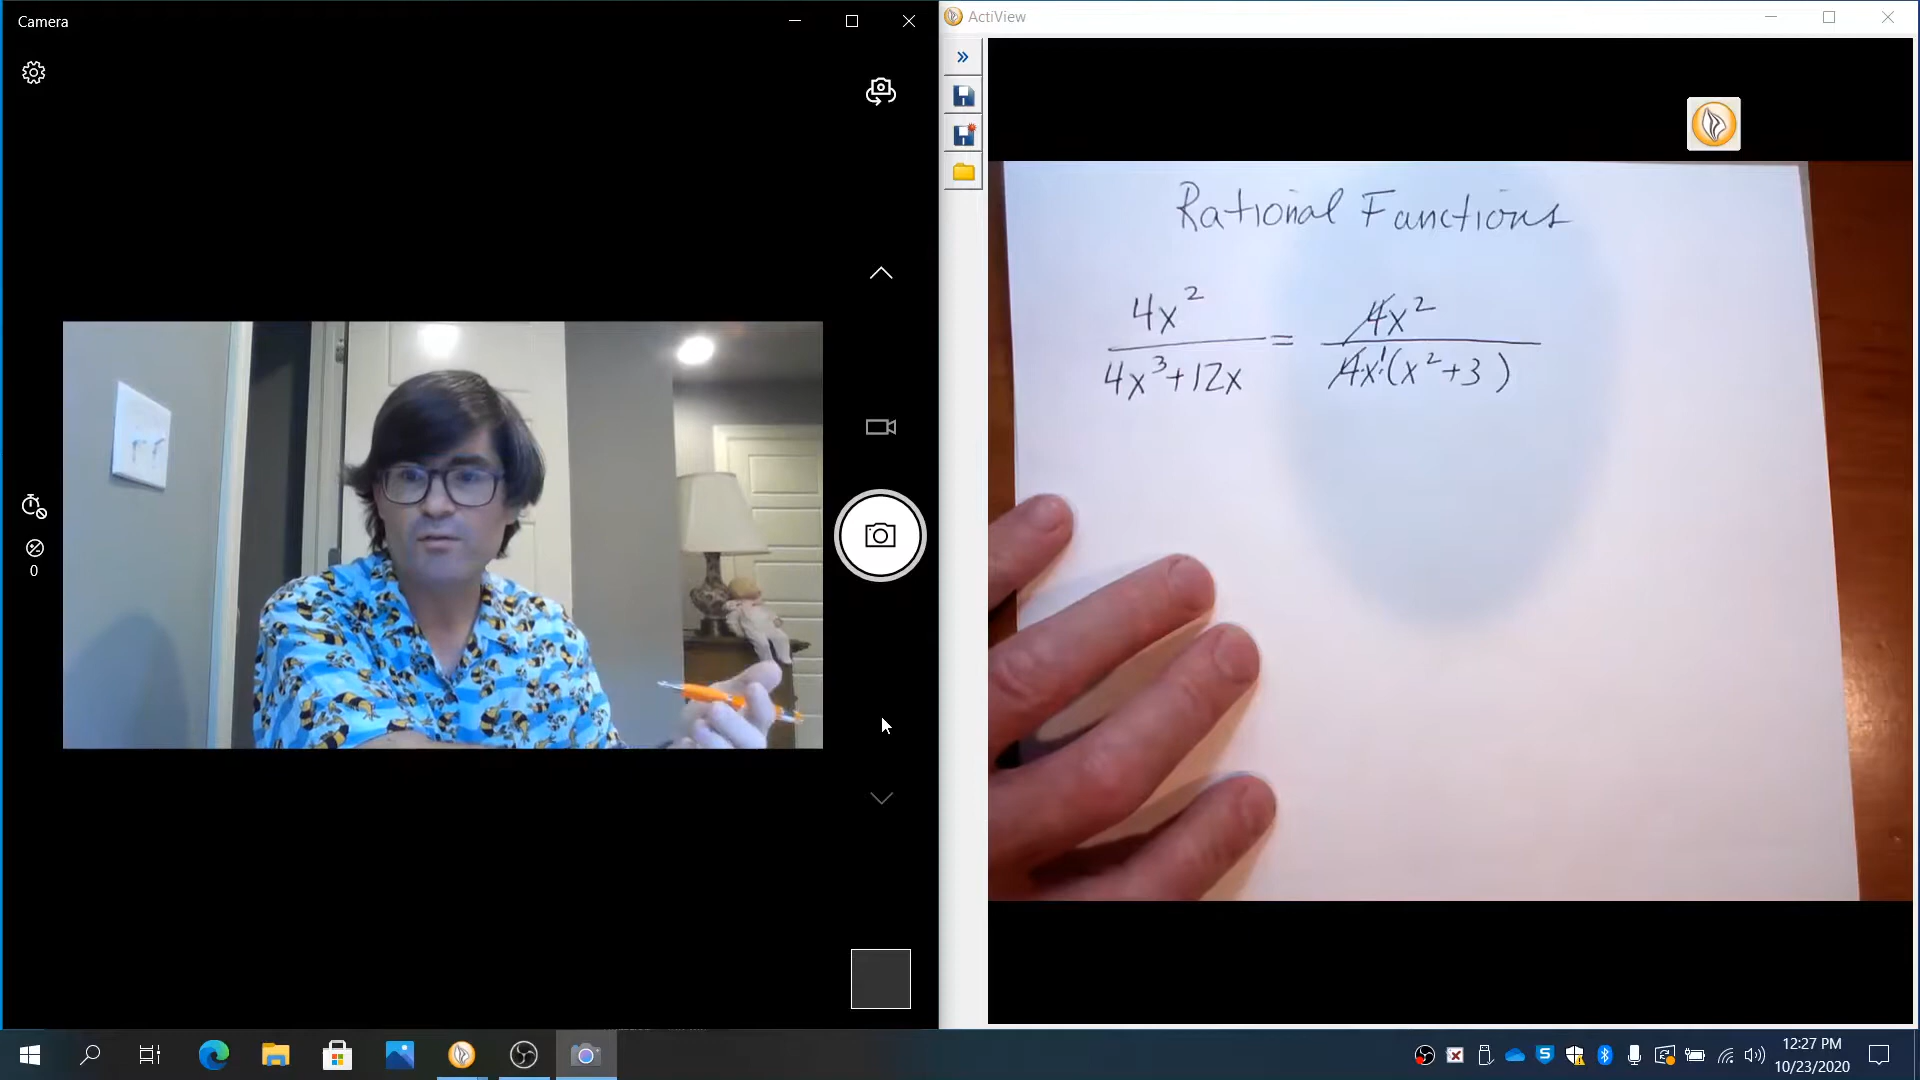 Camera
ActiView
0
Rational Functions
4x² / 4x³+12x = 4x² / 4x¹(x²+3)
12:27 PM
10/23/2020